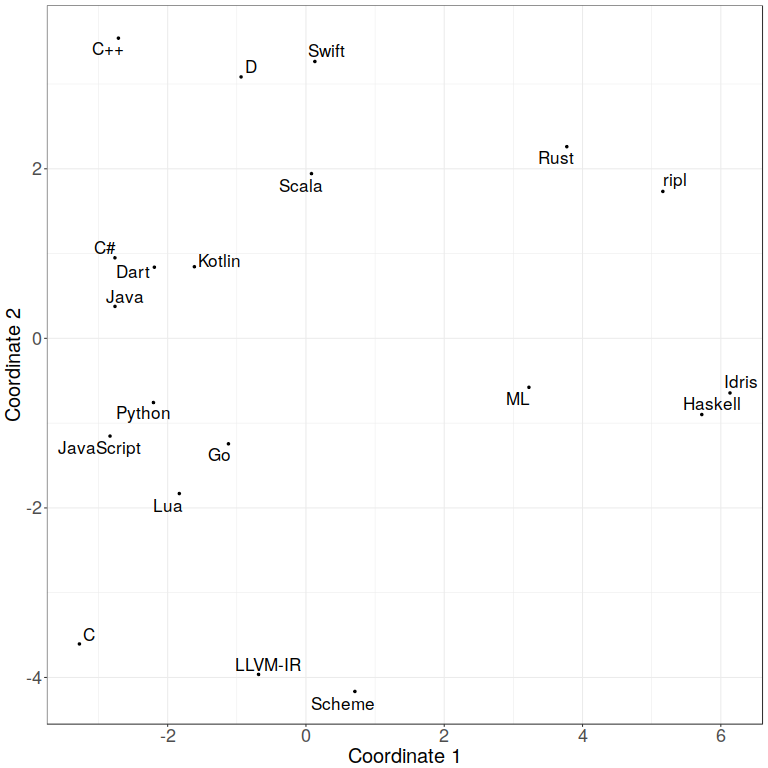 C++
D
Swift
Rust
Scala
ripl
2
C#
Kotlin
Dart
Java
0
Coordinate 2
Idris
ML
Haskell
Python
JavaScript
Go
Lua
-2
C
LLVM-IR
-4
Scheme
-2 0 2 4 6
Coordinate 1